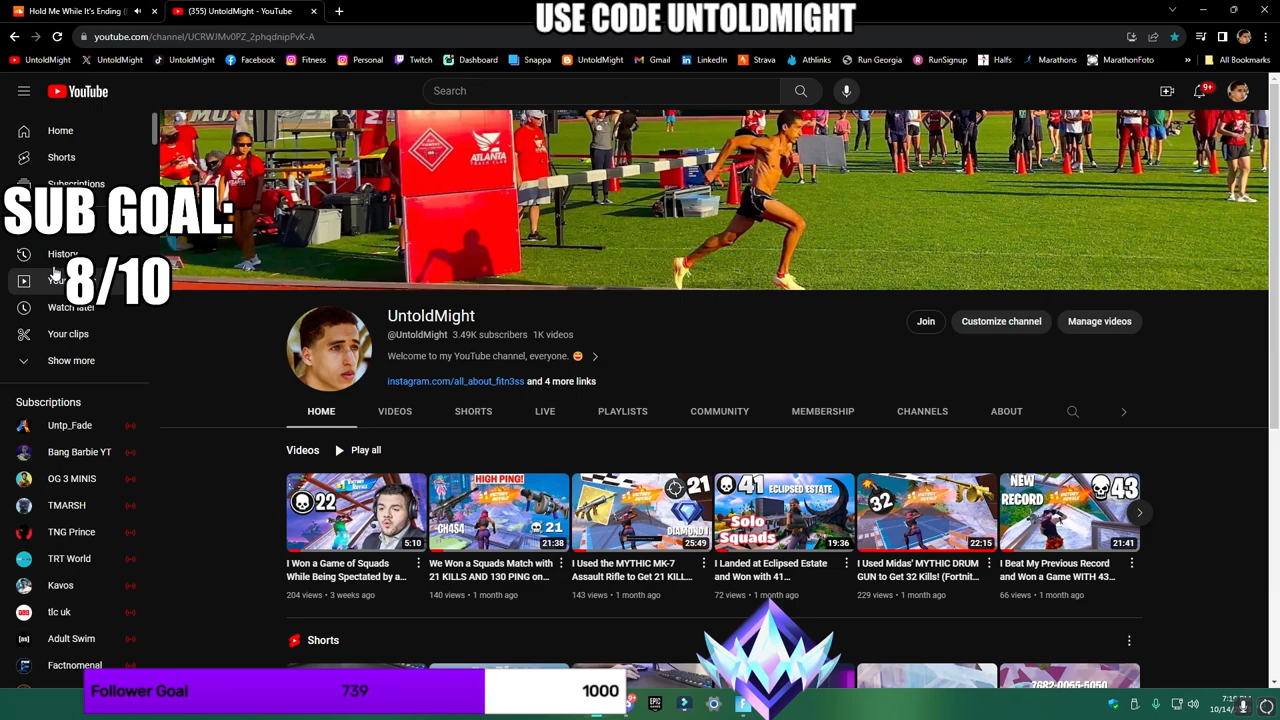 Hold Me While It's Ending (
(355) UntoldMight - YouTube
USE CODE UNTOLDMIGHT
youtube.com/channel/UCRWJMv0PZ_2phqdnipPvK-A
UntoldMight
UntoldMight
UntoldMight
Facebook
Fitness
Personal
Twitch
Dashboard
Snappa
UntoldMight
Gmail
LinkedIn
Strava
Athlinks
Run Georgia
RunSignup
Halfs
Marathons
MarathonFoto
»
All Bookmarks
YouTube
Search
9+
Home
Shorts
Subscriptions
SUB GOAL:
History
8/10
Watch later
Your clips
Show more
Subscriptions
Untp_Fade
Bang Barbie YT
OG 3 MINIS
TMARSH
TNG Prince
TRT World
Kavos
tlc uk
Adult Swim
Factnomenal
ATLANTA
TRACK CLUB
UntoldMight
@UntoldMight 3.49K subscribers 1K videos
Welcome to my YouTube channel, everyone. 😄
instagram.com/all_about_fitn3ss and 4 more links
Join
Customize channel
Manage videos
HOME
VIDEOS
SHORTS
LIVE
PLAYLISTS
COMMUNITY
MEMBERSHIP
CHANNELS
ABOUT
Videos
Play all
22
5:10
I Won a Game of Squads
While Being Spectated by a...
204 views • 3 weeks ago
HIGH PING!
CH4S4
21
21:38
We Won a Squads Match with
21 KILLS AND 130 PING on...
140 views • 1 month ago
21
DIAMOND I
25:49
I Used the MYTHIC MK-7
Assault Rifle to Get 21 KILL...
143 views • 1 month ago
41 ECLIPSED ESTATE
Solo
Squads
19:36
I Landed at Eclipsed Estate
and Won with 41...
72 views • 1 month ago
32
22:15
I Used Midas' MYTHIC DRUM
GUN to Get 32 Kills! (Fortnit...
229 views • 1 month ago
NEW
RECORD
43
21:41
I Beat My Previous Record
and Won a Game WITH 43...
66 views • 1 month ago
Shorts
7682-0055-5050
Follower Goal
739
1000